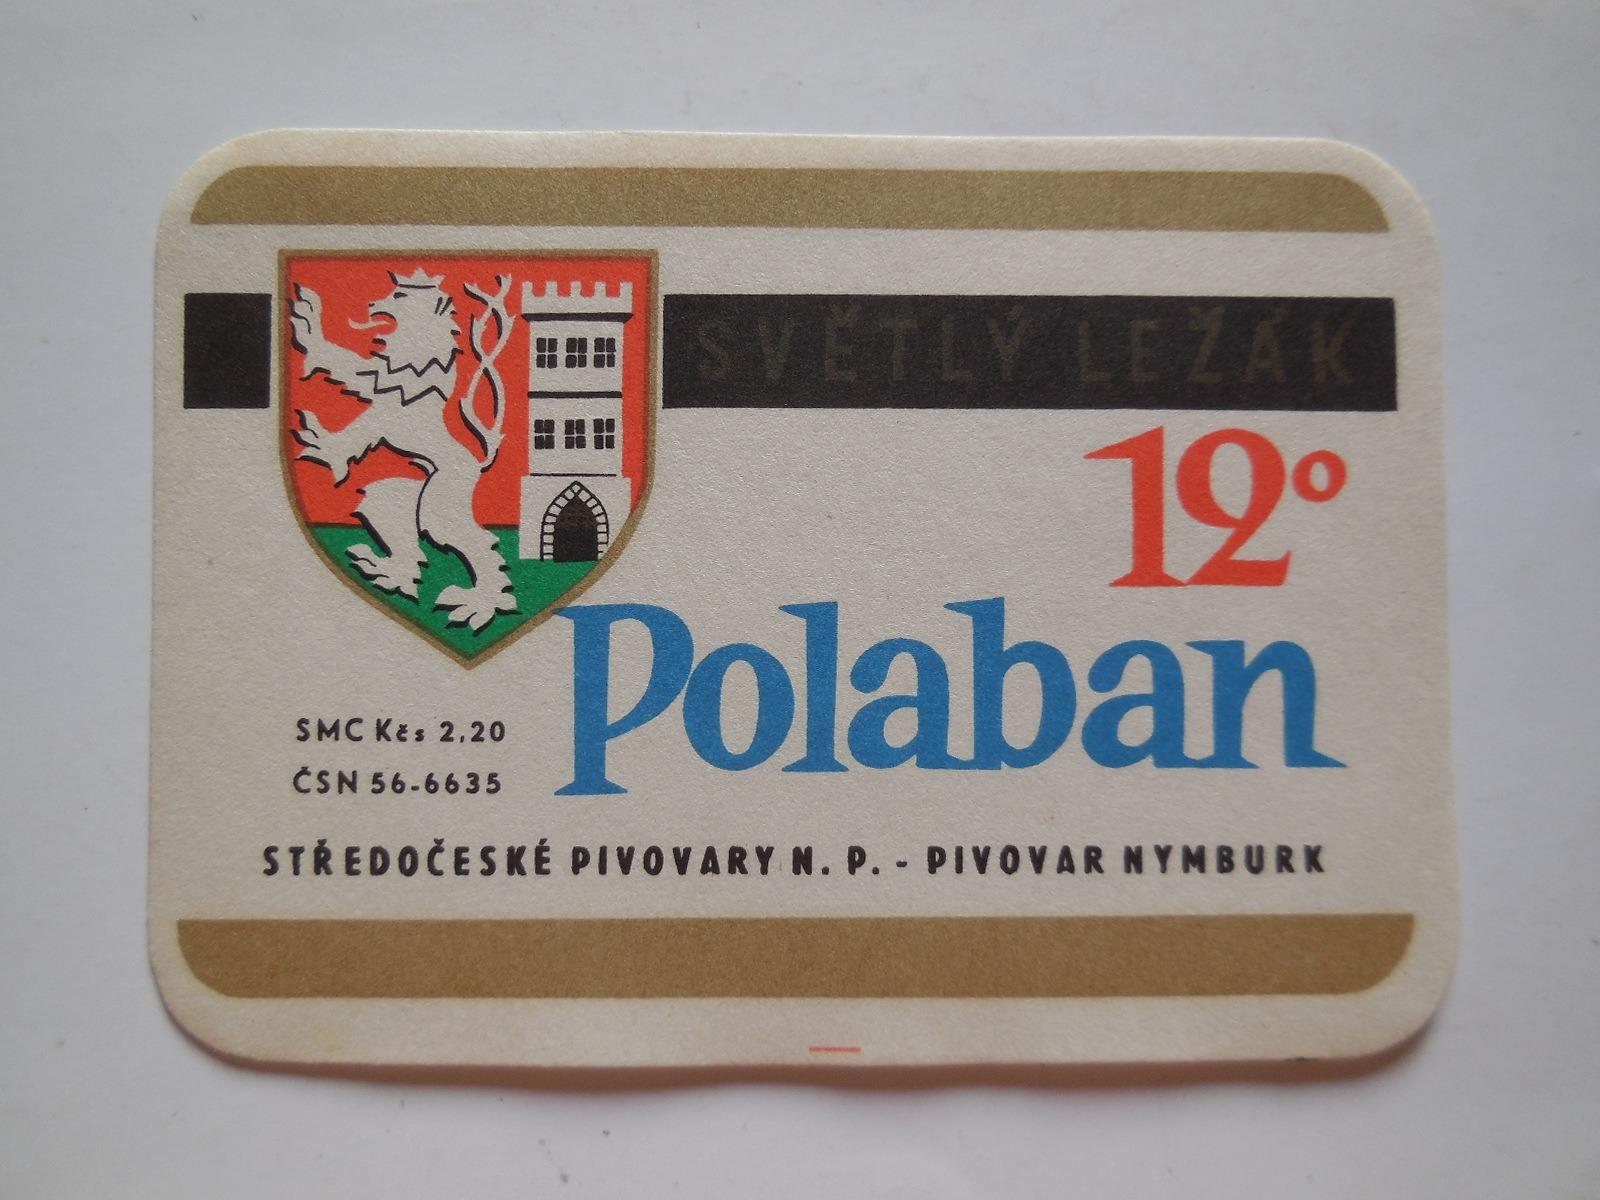 SVĚTLÝ LEŽÁK
12°
Polaban
SMC Kčs 2,20
ČSN 56-6635
STŘEDOČESKÉ PIVOVARY N. P. - PIVOVAR NYMBURK